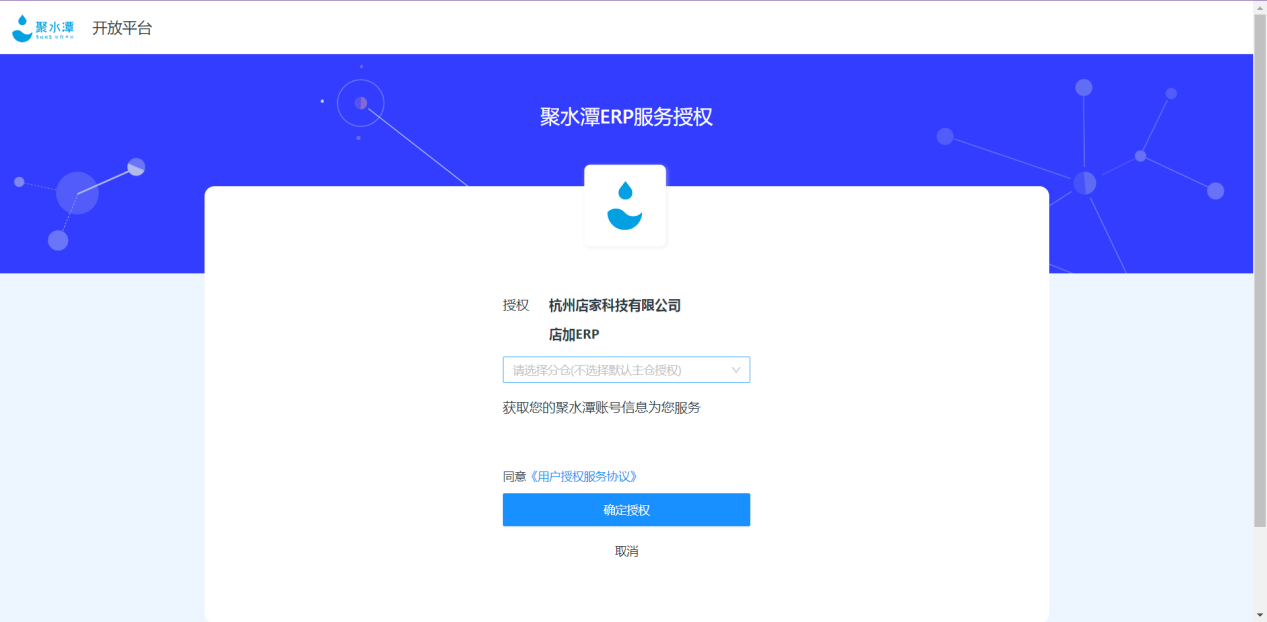 聚水潭
开放平台
聚水潭ERP服务授权
授权 杭州店家科技有限公司
店加ERP
请选择分仓(不选择默认主仓授权)
获取您的聚水潭账号信息为您服务
同意《用户授权服务协议》
确定授权
取消